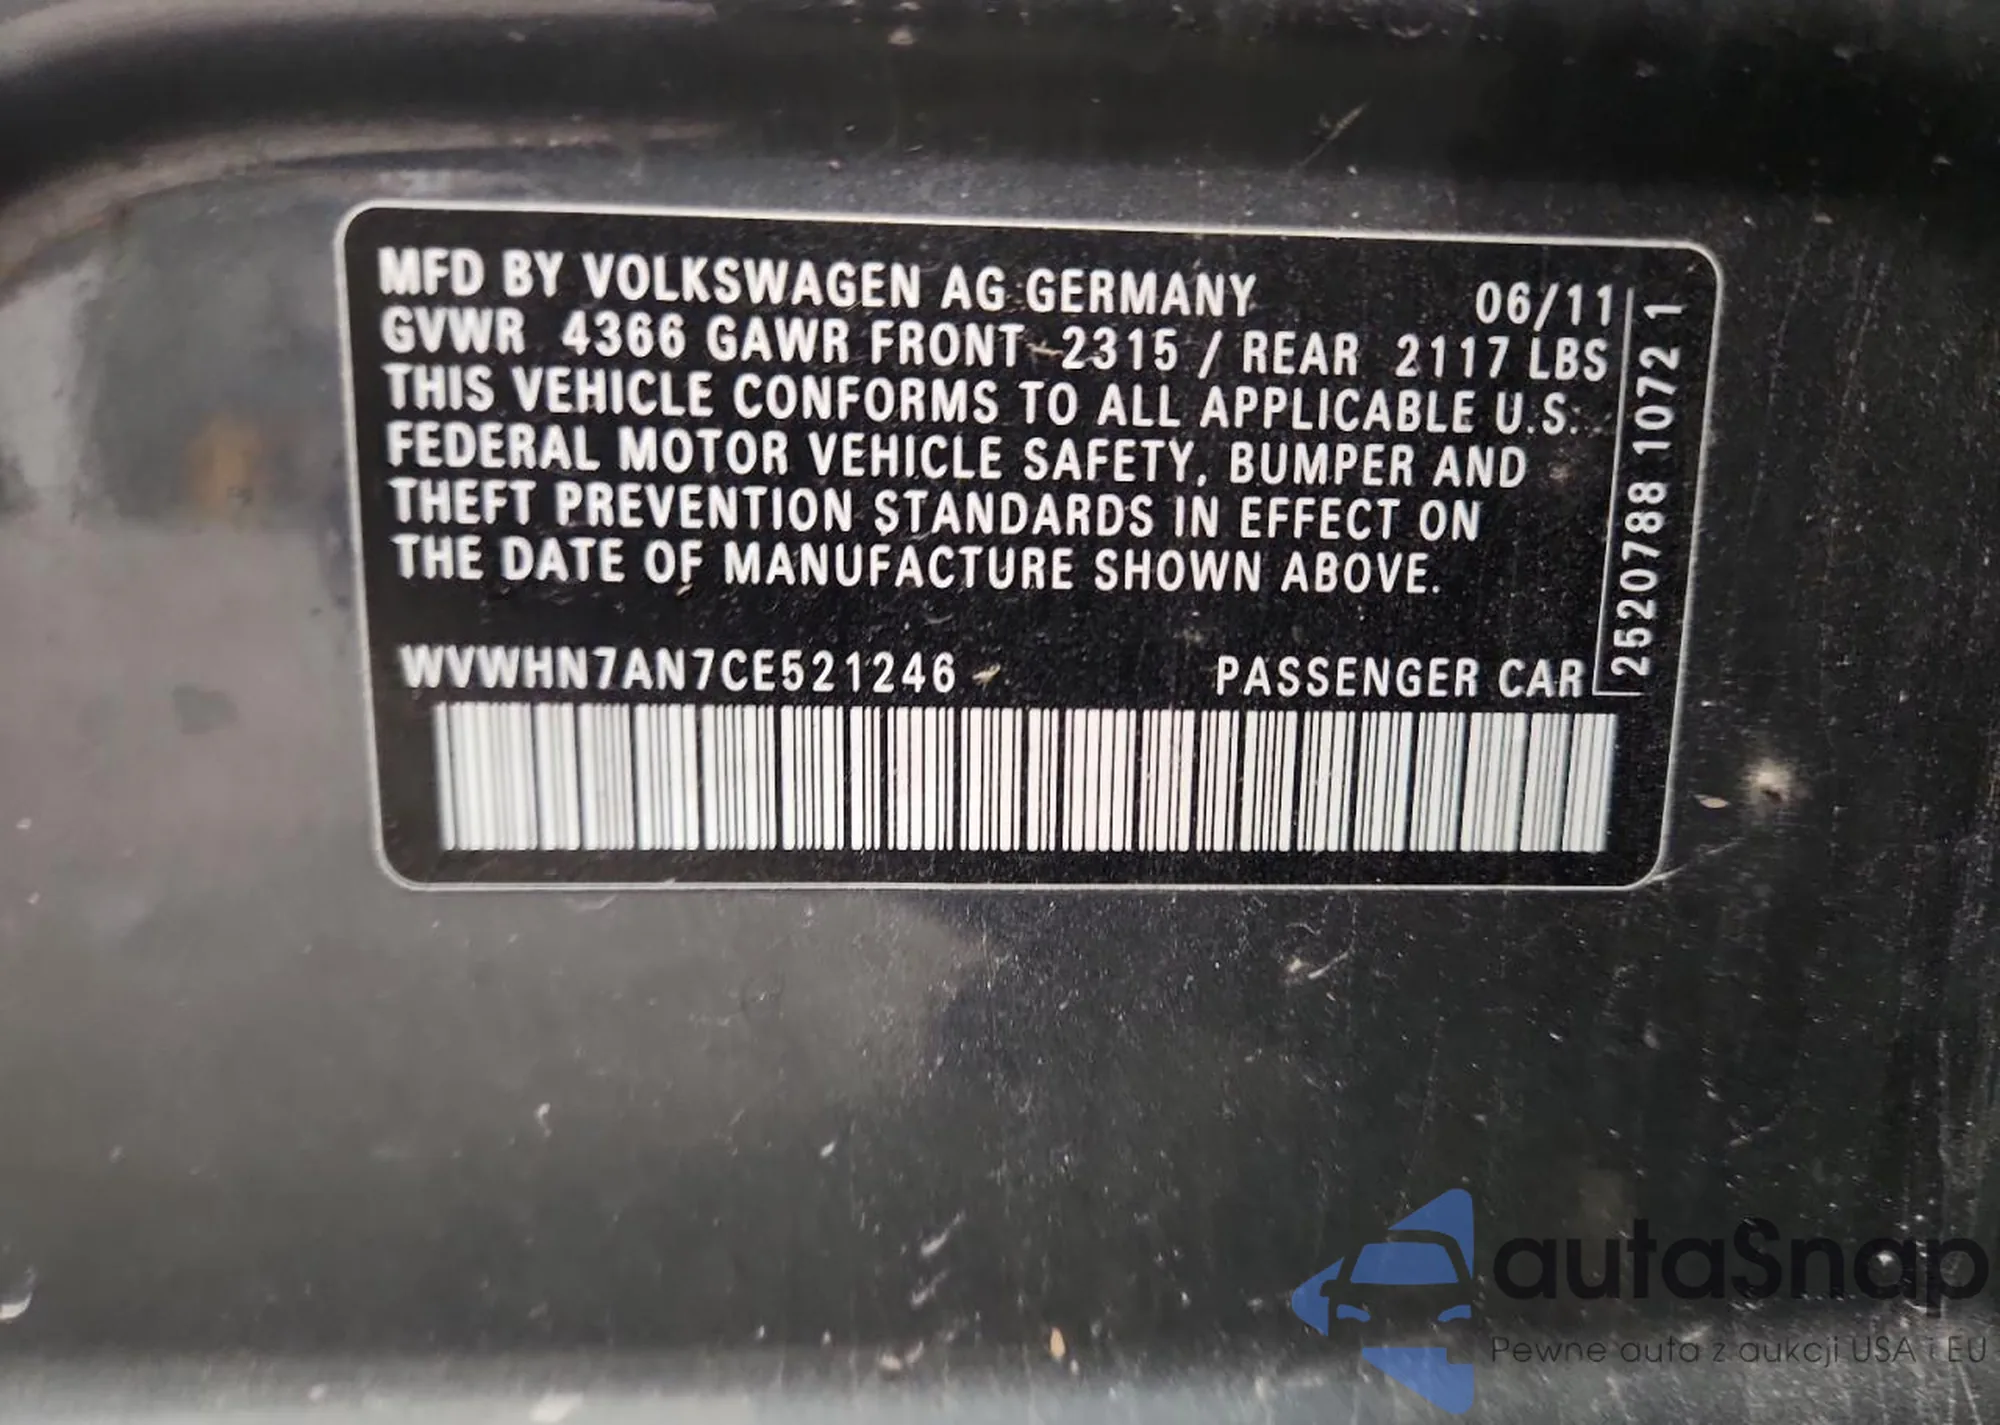 MFD BY VOLKSWAGEN AG GERMANY 06/11
GVWR 4366 GAWR FRONT 2315 / REAR 2117 LBS
THIS VEHICLE CONFORMS TO ALL APPLICABLE U.S.
FEDERAL MOTOR VEHICLE SAFETY, BUMPER AND
THEFT PREVENTION STANDARDS IN EFFECT ON
THE DATE OF MANUFACTURE SHOWN ABOVE.
WVWHN7AN7CE521246 PASSENGER CAR
2520788 1072 1
autaSnap
Pewne auta z aukcji USA i EU